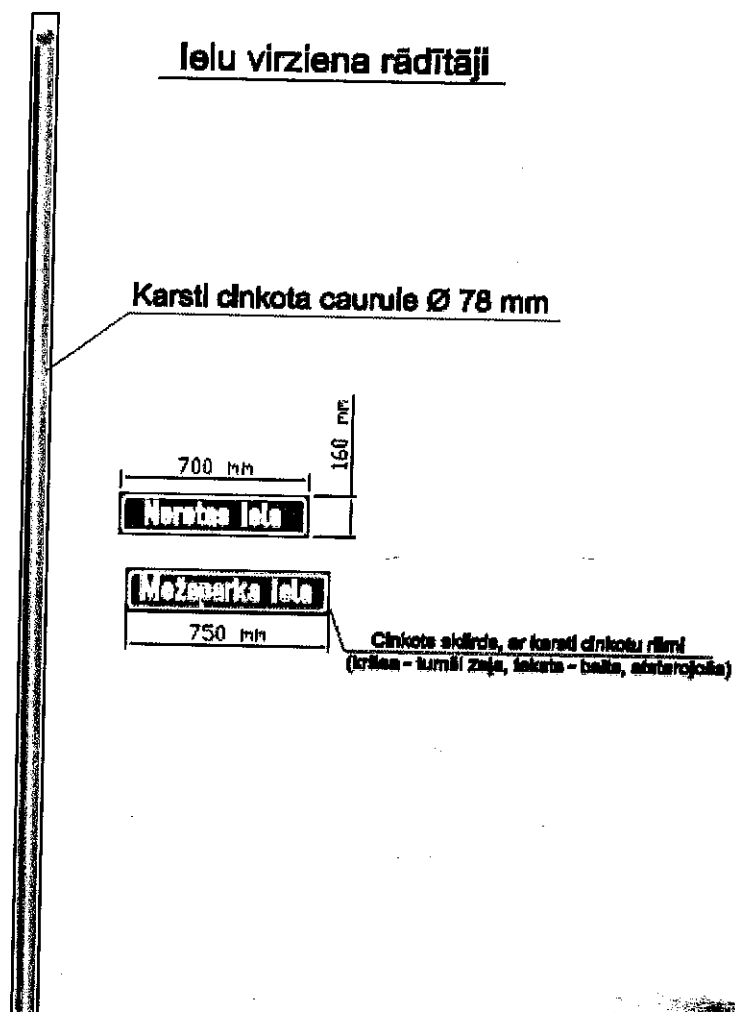 Ielu virziena rādītāji
Karsti cinkota caurule Ø 78 mm
160 mm
700 mm
Neretas iela
Mežaparka iela
750 mm
Cinkots skārds, ar karsti cinkotu rāmi
(krāsa - tumši zaļa, teksts - balts, atstarojošs)